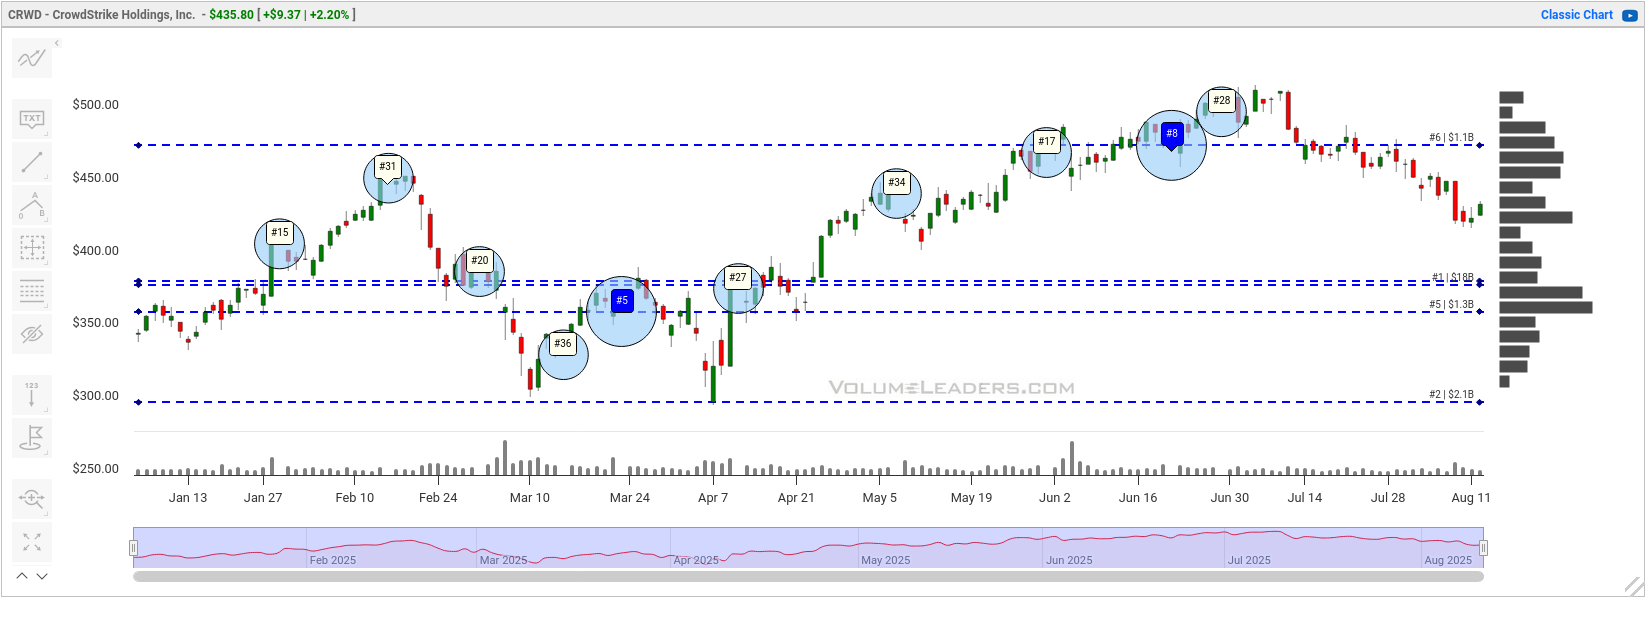 CRWD - CrowdStrike Holdings, Inc. - $435.80 [ +$9.37 | +2.20% ]
Classic Chart
TXT
A
0 B
123
$500.00
$450.00
$400.00
$350.00
$300.00
$250.00
#15
#31
#20
#36
#5
#27
#34
#17
#8
#28
#6 | $1.1B
#1 | $18B
#5 | $1.3B
#2 | $2.1B
VOLUMELEADERS.COM
Jan 13 Jan 27 Feb 10 Feb 24 Mar 10 Mar 24 Apr 7 Apr 21 May 5 May 19 Jun 2 Jun 16 Jun 30 Jul 14 Jul 28 Aug 11
Feb 2025 Mar 2025 Apr 2025 May 2025 Jun 2025 Jul 2025 Aug 2025